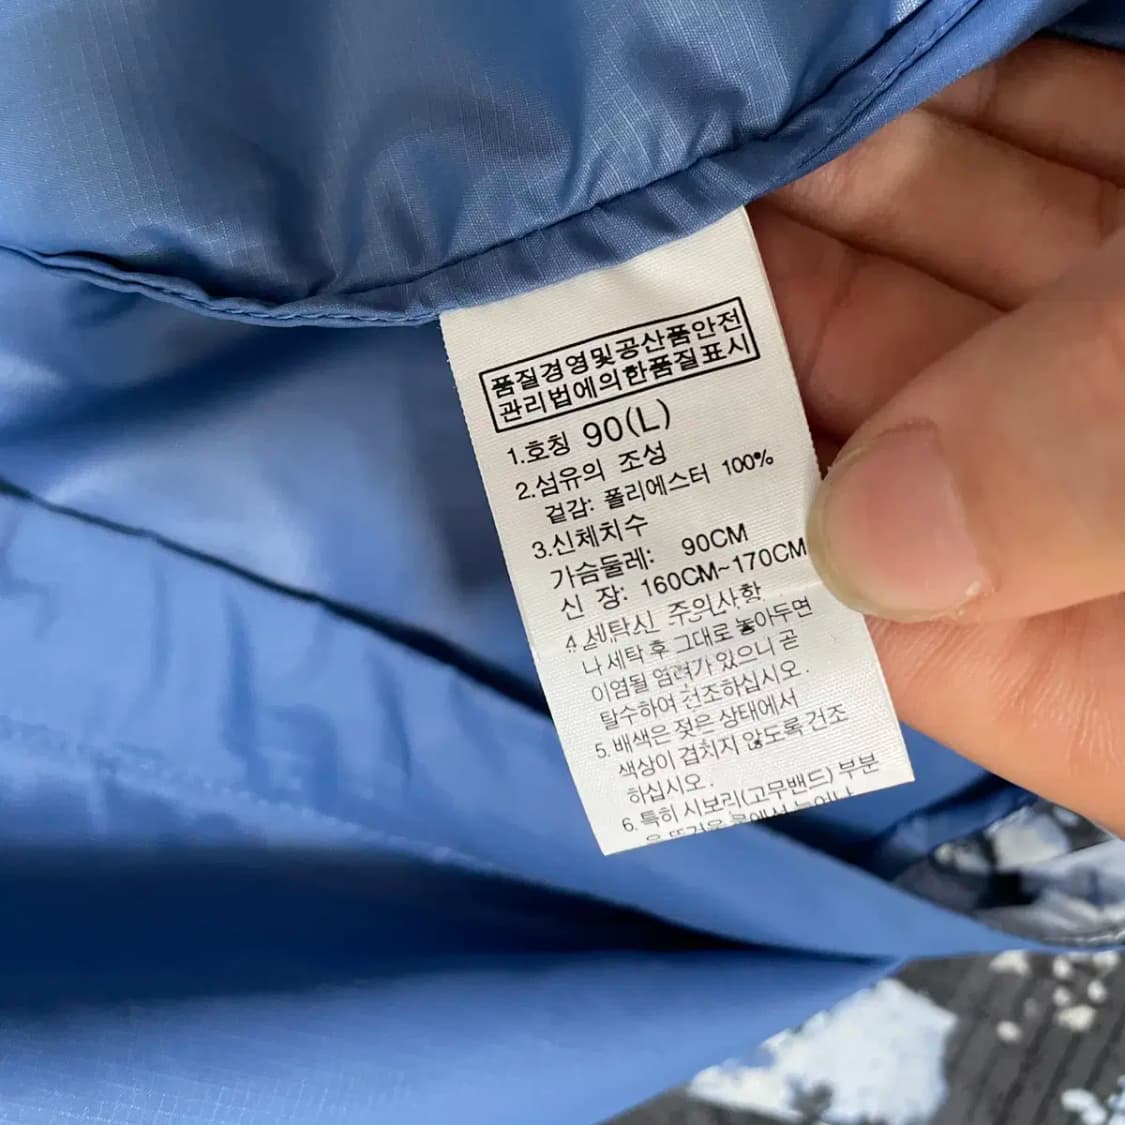 품질경영및공산품안전
관리법에의한품질표시
1.호칭 90(L)
2.섬유의 조성
겉감: 폴리에스터 100%
3.신체치수
가슴둘레: 90CM
신 장: 160CM~170CM
4.세탁시 주의사항
나 세탁 후 그대로 놓아두면
이염될 염려가 있으니 곧
탈수하여 건조하십시오.
5.배색은 젖은 상태에서
색상이 겹치지 않도록 건조
하십시오.
6.특히 시보리(고무밴드) 부분